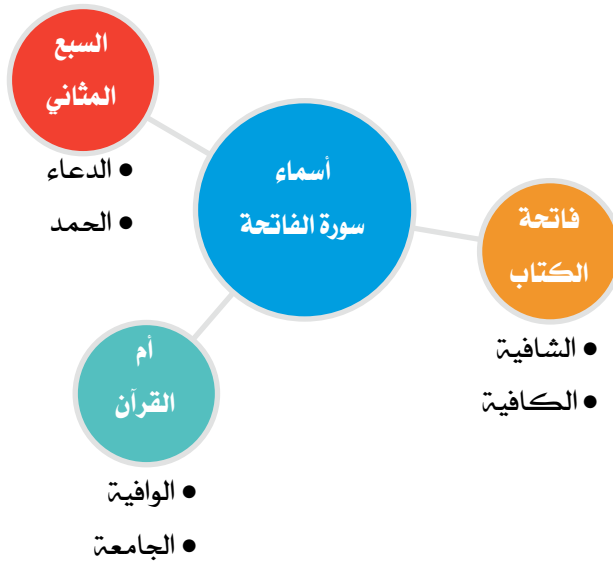 أسماء
سورة الفاتحة
فاتحة
الكتاب
• الشافية
• الكافية
السبع
المثاني
• الدعاء
• الحمد
أم
القرآن
• الوافية
• الجامعة